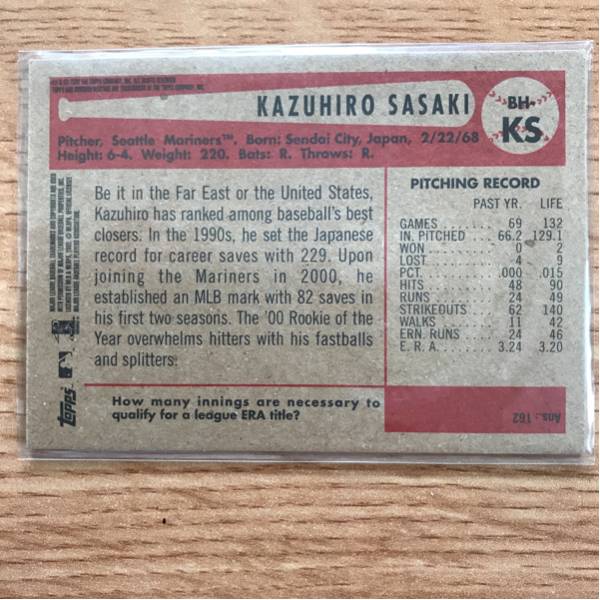 KAZUHIRO SASAKI
BH-
KS
Pitcher, Seattle Mariners™. Born: Sendai City, Japan, 2/22/68
Height: 6-4. Weight: 220. Bats: R. Throws: R.
Be it in the Far East or the United States,
Kazuhiro has ranked among baseball's best
closers. In the 1990s, he set the Japanese
record for career saves with 229. Upon
joining the Mariners in 2000, he
established an MLB mark with 82 saves in
his first two seasons. The '00 Rookie of the
Year overwhelms hitters with his fastballs
and splitters.
PITCHING RECORD
PAST YR. LIFE
GAMES 69 132
IN. PITCHED ... 66.2 129.1
WON ........ 0 2
LOST ........ 4 9
PCT. ........ .000 .015
HITS ........ 48 90
RUNS ........ 24 49
STRIKEOUTS .... 62 140
WALKS ....... 11 42
ERN. RUNS ..... 24 46
E. R. A. ........ 3.24 3.20
How many innings are necessary to
qualify for a league ERA title?
Ans.: 162
Topps